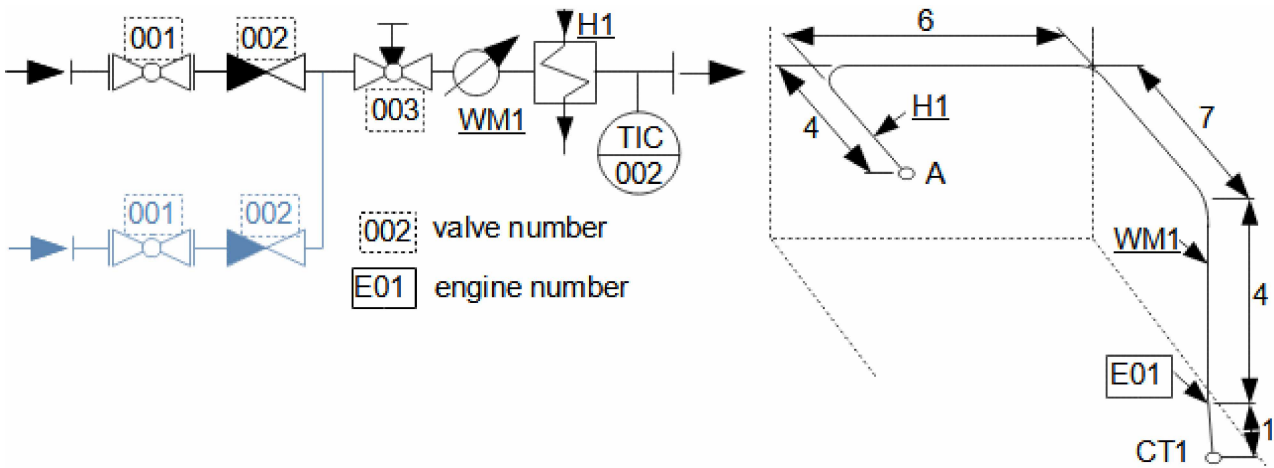 001
002
003
WM1
H1
TIC
002
001
002
002 valve number
E01 engine number
6
4
H1
A
7
WM1
4
E01
1
CT1